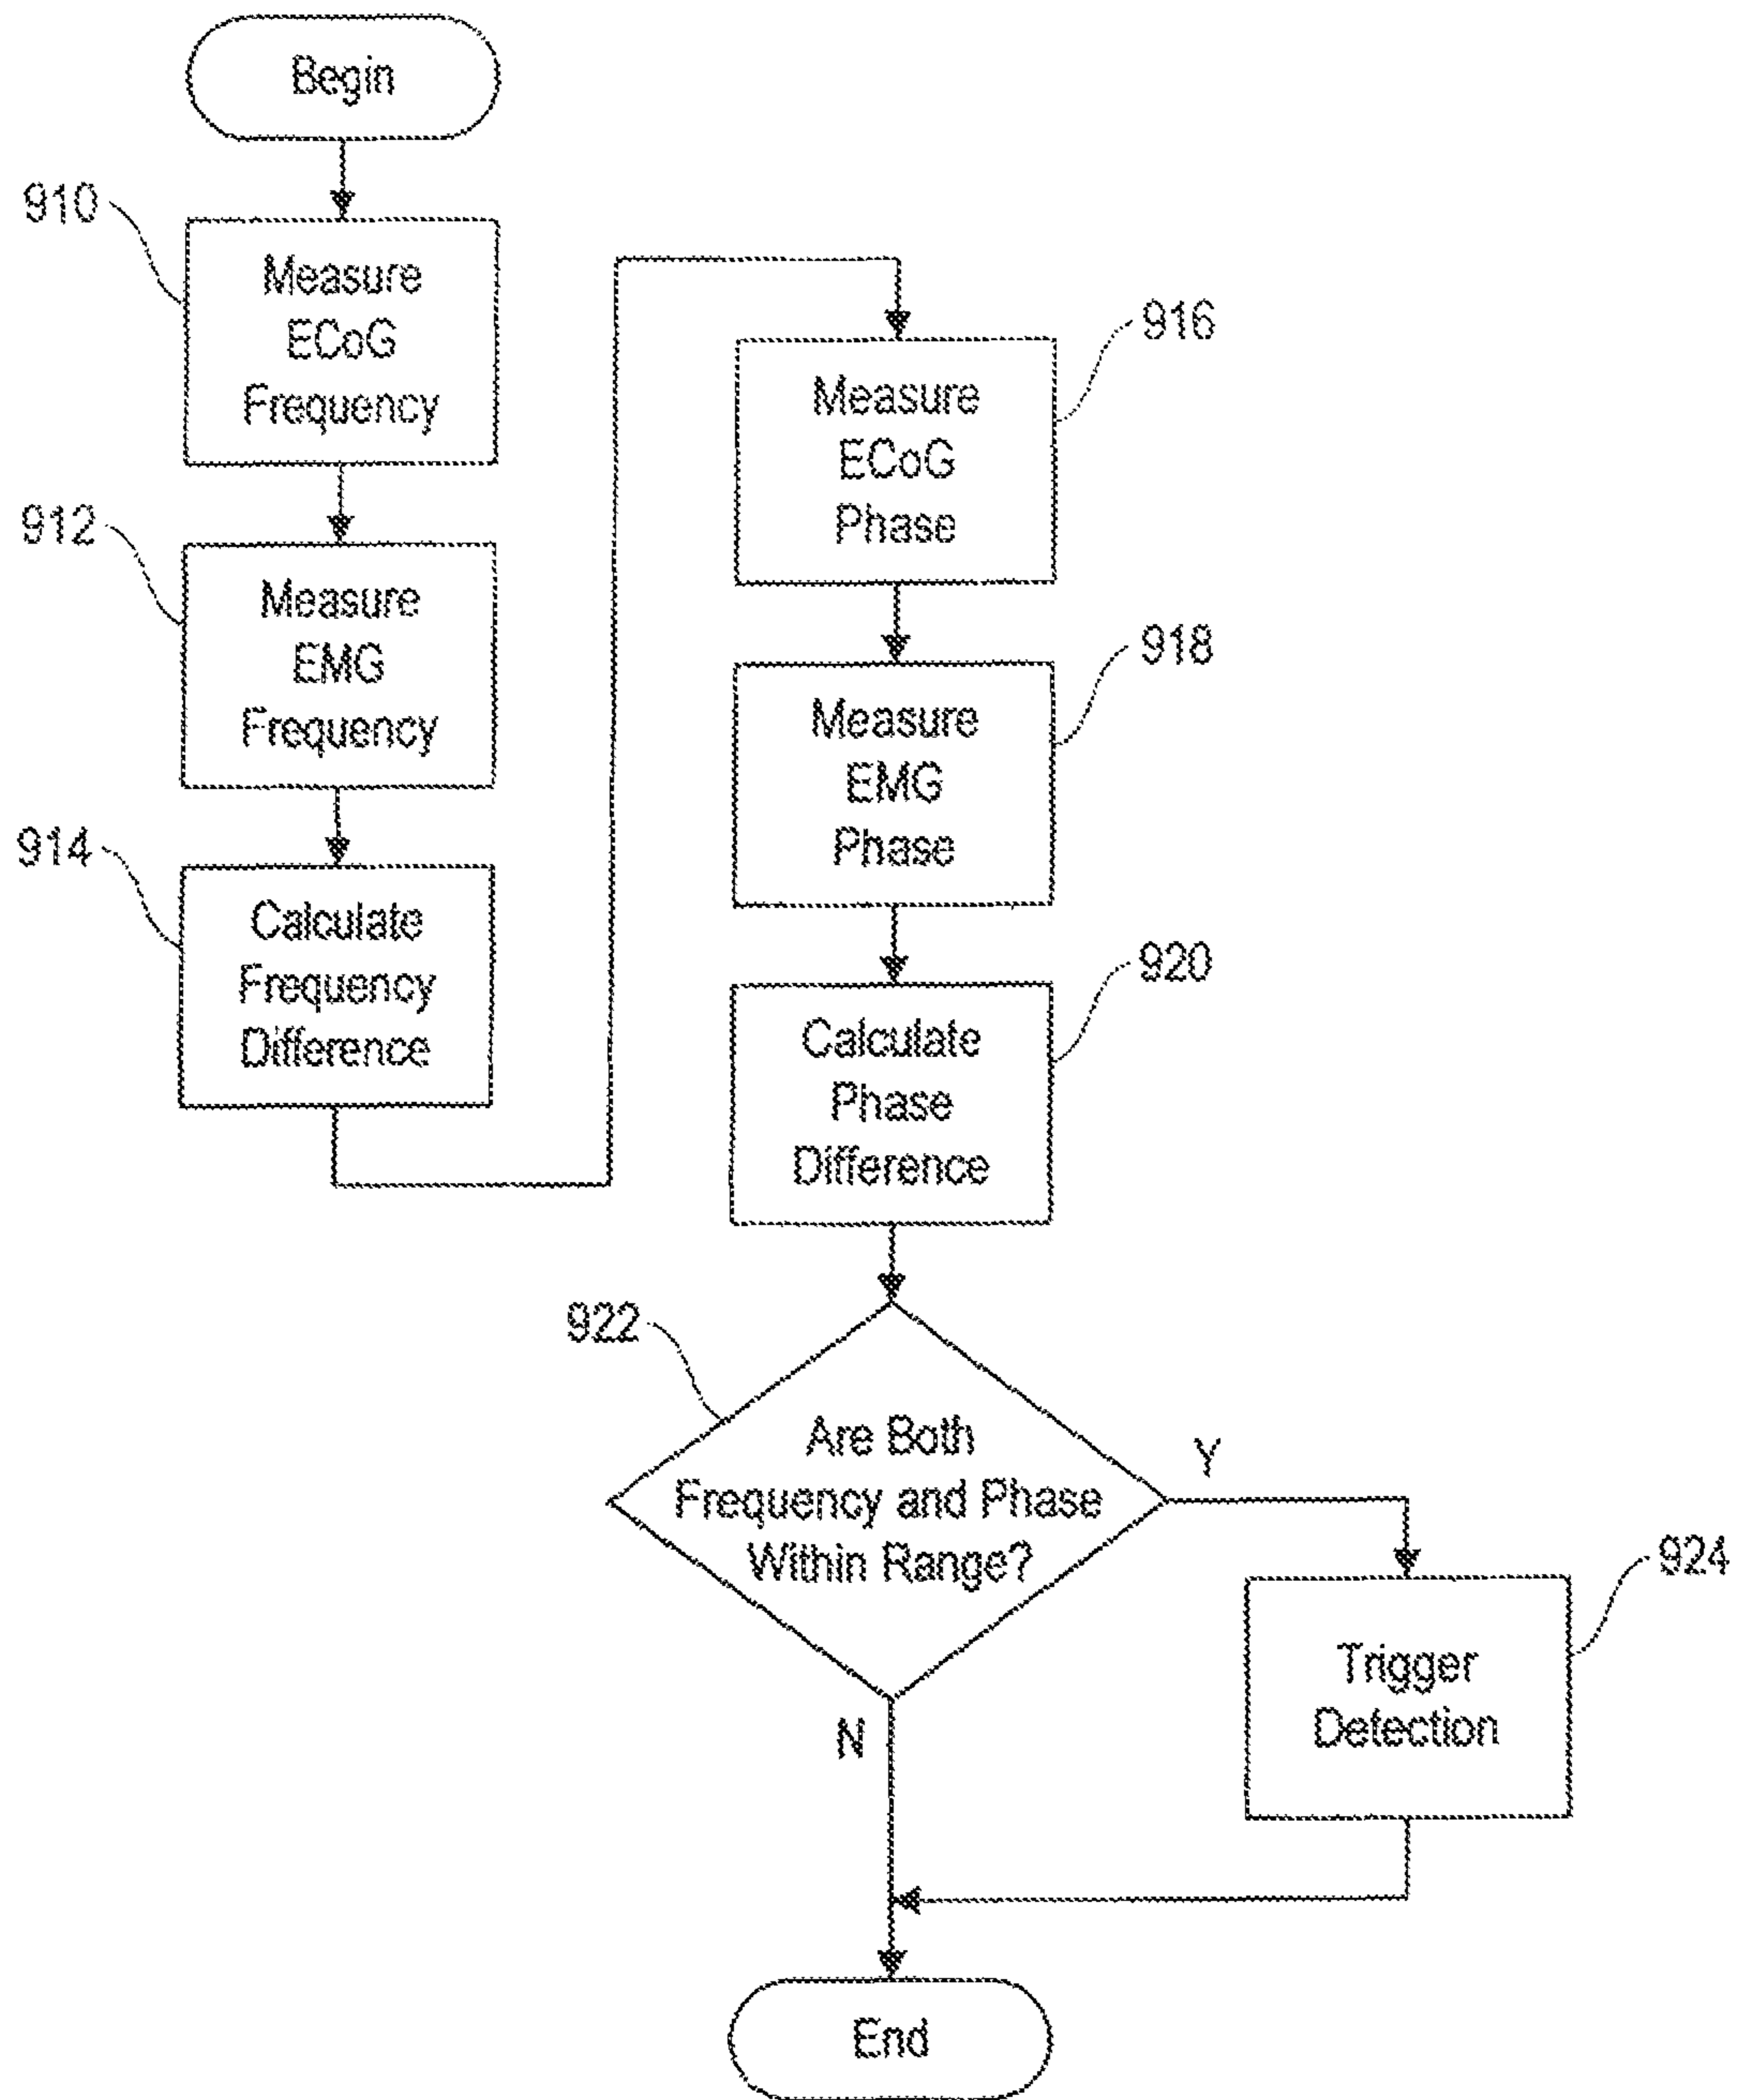 Begin
910
Measure
ECoG
Frequency
912
Measure
EMG
Frequency
914
Calculate
Frequency
Difference
916
Measure
ECoG
Phase
918
Measure
EMG
Phase
920
Calculate
Phase
Difference
922
Are Both
Frequency and Phase
Within Range?
Y
N
924
Trigger
Detection
End